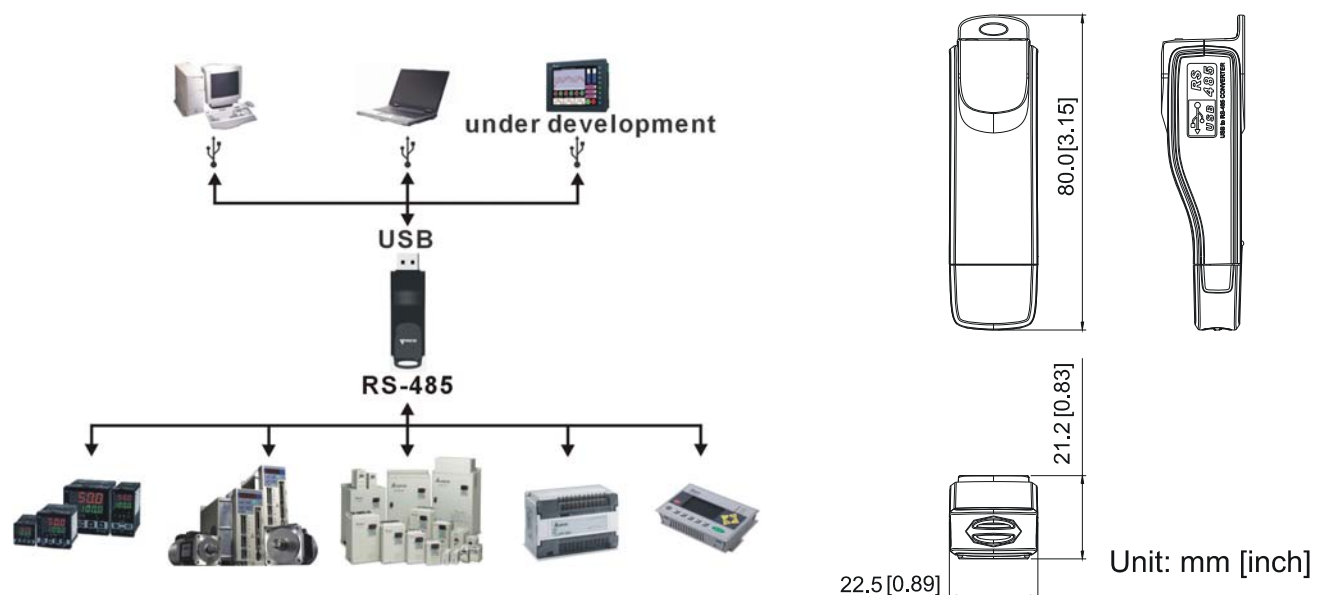 under development
USB
RS-485
80.0[3.15]
RS
USB 485
USB to RS-485 CONVERTER
21.2[0.83]
22.5[0.89]
Unit: mm [inch]